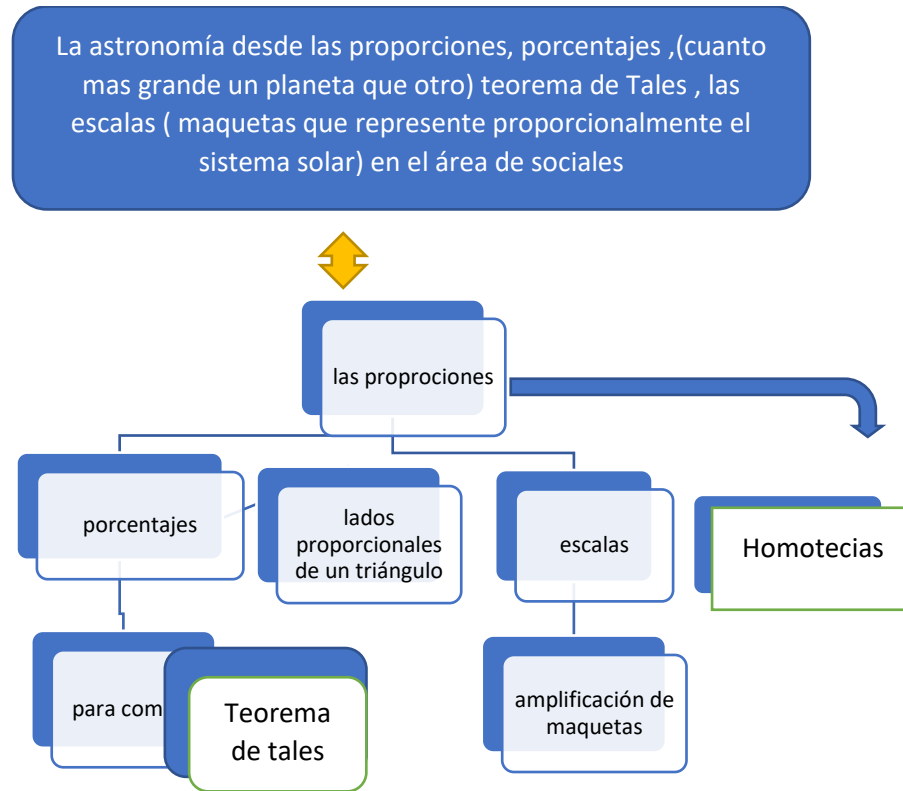 La astronomía desde las proporciones, porcentajes ,(cuanto
mas grande un planeta que otro) teorema de Tales , las
escalas ( maquetas que represente proporcionalmente el
sistema solar) en el área de sociales
las proprociones
porcentajes
lados
proporcionales
de un triángulo
escalas
Homotecias
para com
Teorema
de tales
amplificación de
maquetas